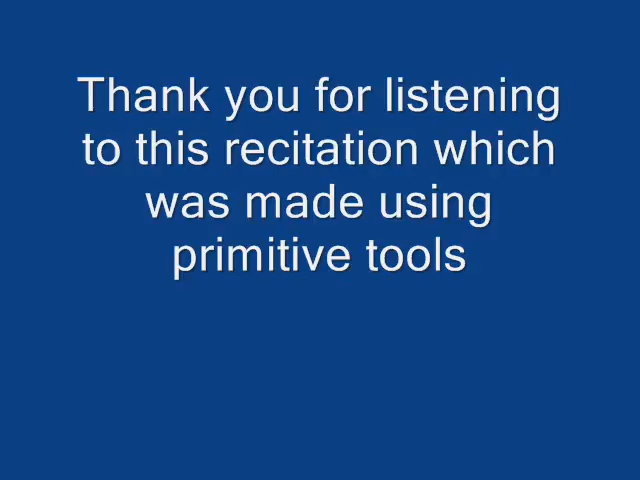 Thank you for listening
to this recitation which
was made using
primitive tools